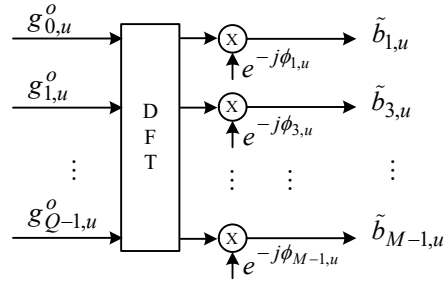 g^o_{0,u} X b̃_{1,u}
e^{-jϕ_{1,u}}
g^o_{1,u} D X b̃_{3,u}
F e^{-jϕ_{3,u}}
T
⋮ ⋮ ⋮ ⋮
g^o_{Q-1,u} X b̃_{M-1,u}
e^{-jϕ_{M-1,u}}